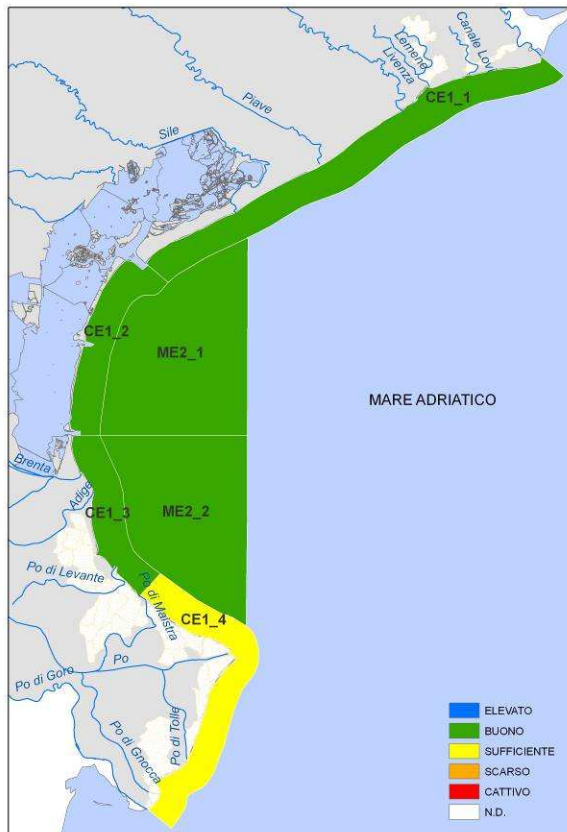 Canale Lov
Lemene
Livenza
CE1_1
Piave
Sile
CE1_2
ME2_1
MARE ADRIATICO
Brenta
Adige
CE1_3
ME2_2
Po di Levante
Po di Maistra
CE1_4
Po
Po di Goro
Po di Tolle
Po di Gnocca
ELEVATO
BUONO
SUFFICIENTE
SCARSO
CATTIVO
N.D.